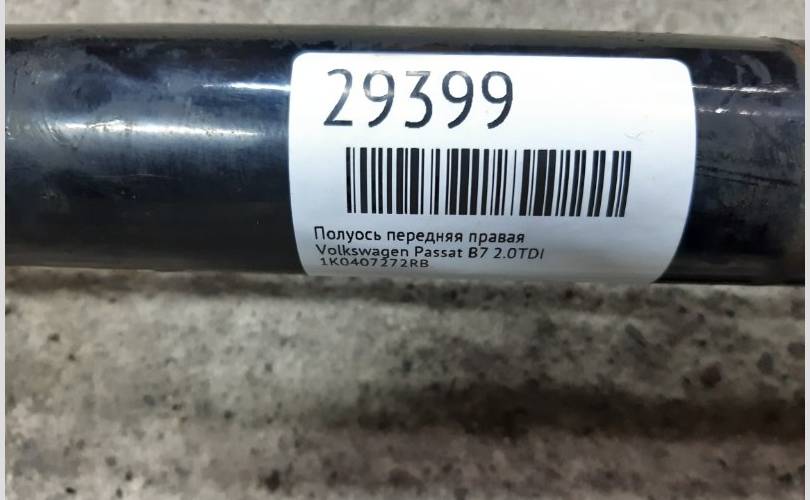 29399
Полуось передняя правая
Volkswagen Passat B7 2.0TDI
1K0407272RB